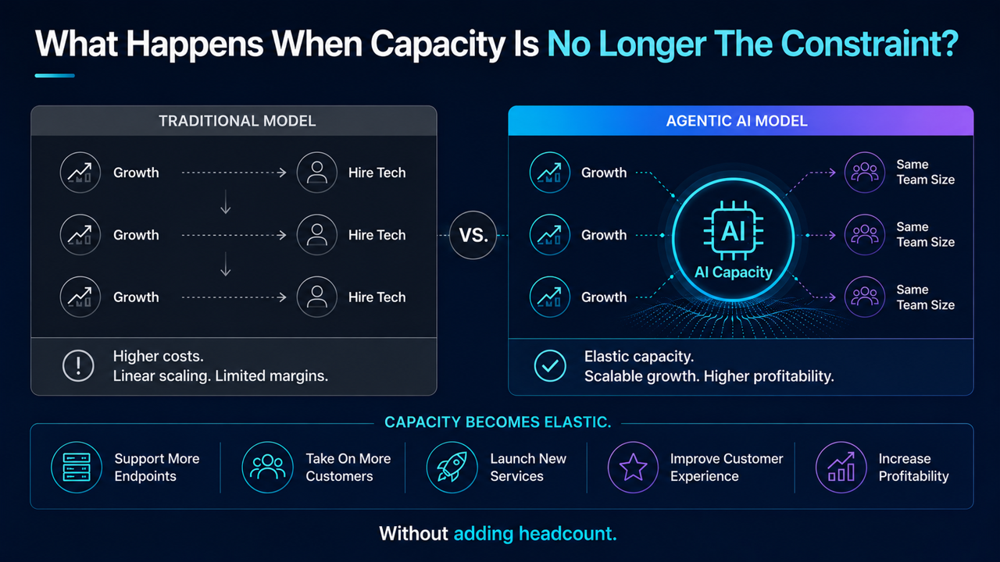 What Happens When Capacity Is No Longer The Constraint?
TRADITIONAL MODEL
Growth
Hire Tech
Growth
Hire Tech
Growth
Hire Tech
Higher costs.
Linear scaling. Limited margins.
VS.
AGENTIC AI MODEL
Growth
Growth
Growth
AI
AI Capacity
Same
Team Size
Same
Team Size
Same
Team Size
Elastic capacity.
Scalable growth. Higher profitability.
CAPACITY BECOMES ELASTIC.
Support More
Endpoints
Take On More
Customers
Launch New
Services
Improve Customer
Experience
Increase
Profitability
Without adding headcount.